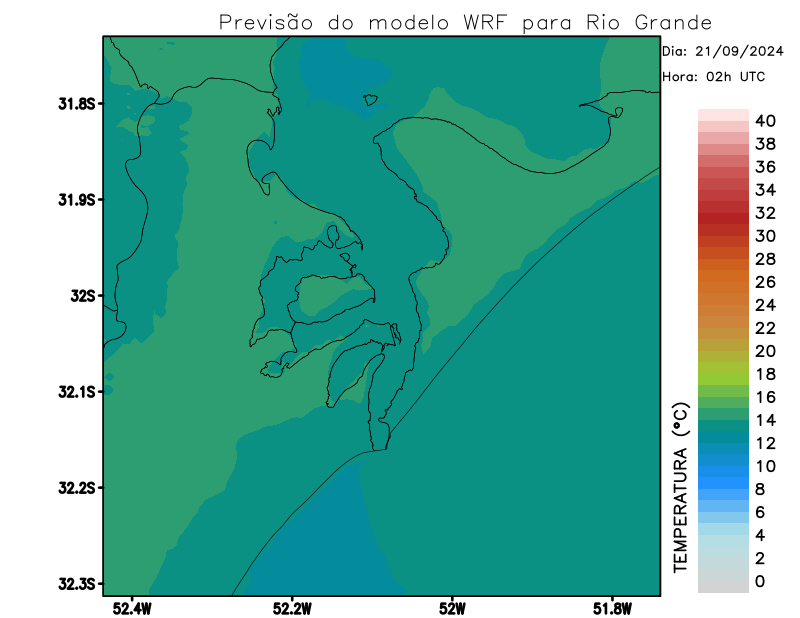 Previsão do modelo WRF para Rio Grande
Dia: 21/09/2024
Hora: 02h UTC
31.8S
31.9S
32S
32.1S
32.2S
32.3S
52.4W
52.2W
52W
51.8W
TEMPERATURA (°C)
40
38
36
34
32
30
28
26
24
22
20
18
16
14
12
10
8
6
4
2
0